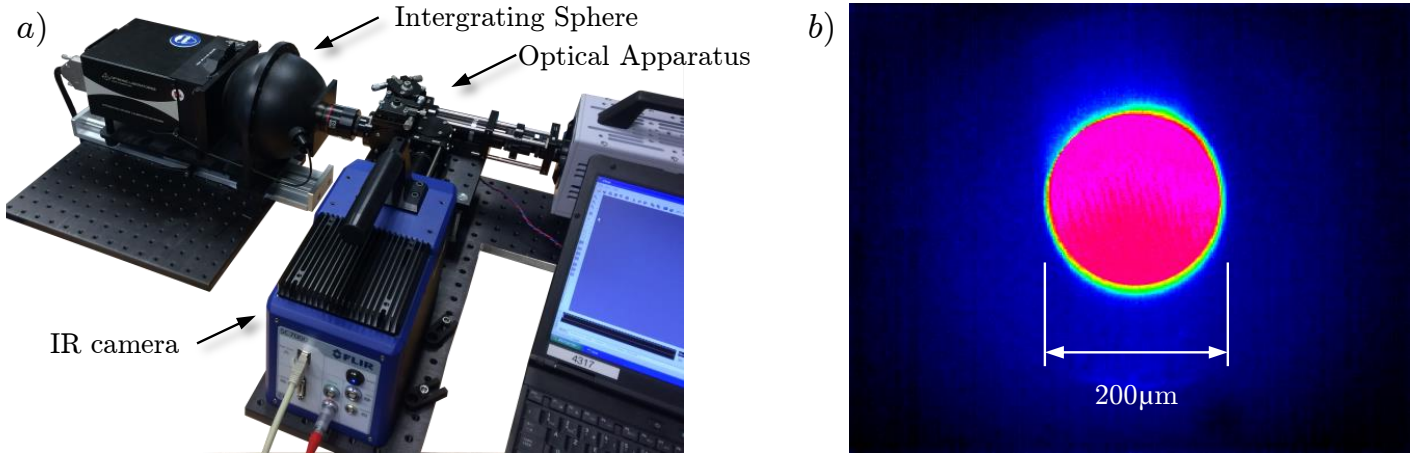 a)
Intergrating Sphere
Optical Apparatus
IR camera
FLIR
4317
b)
200µm